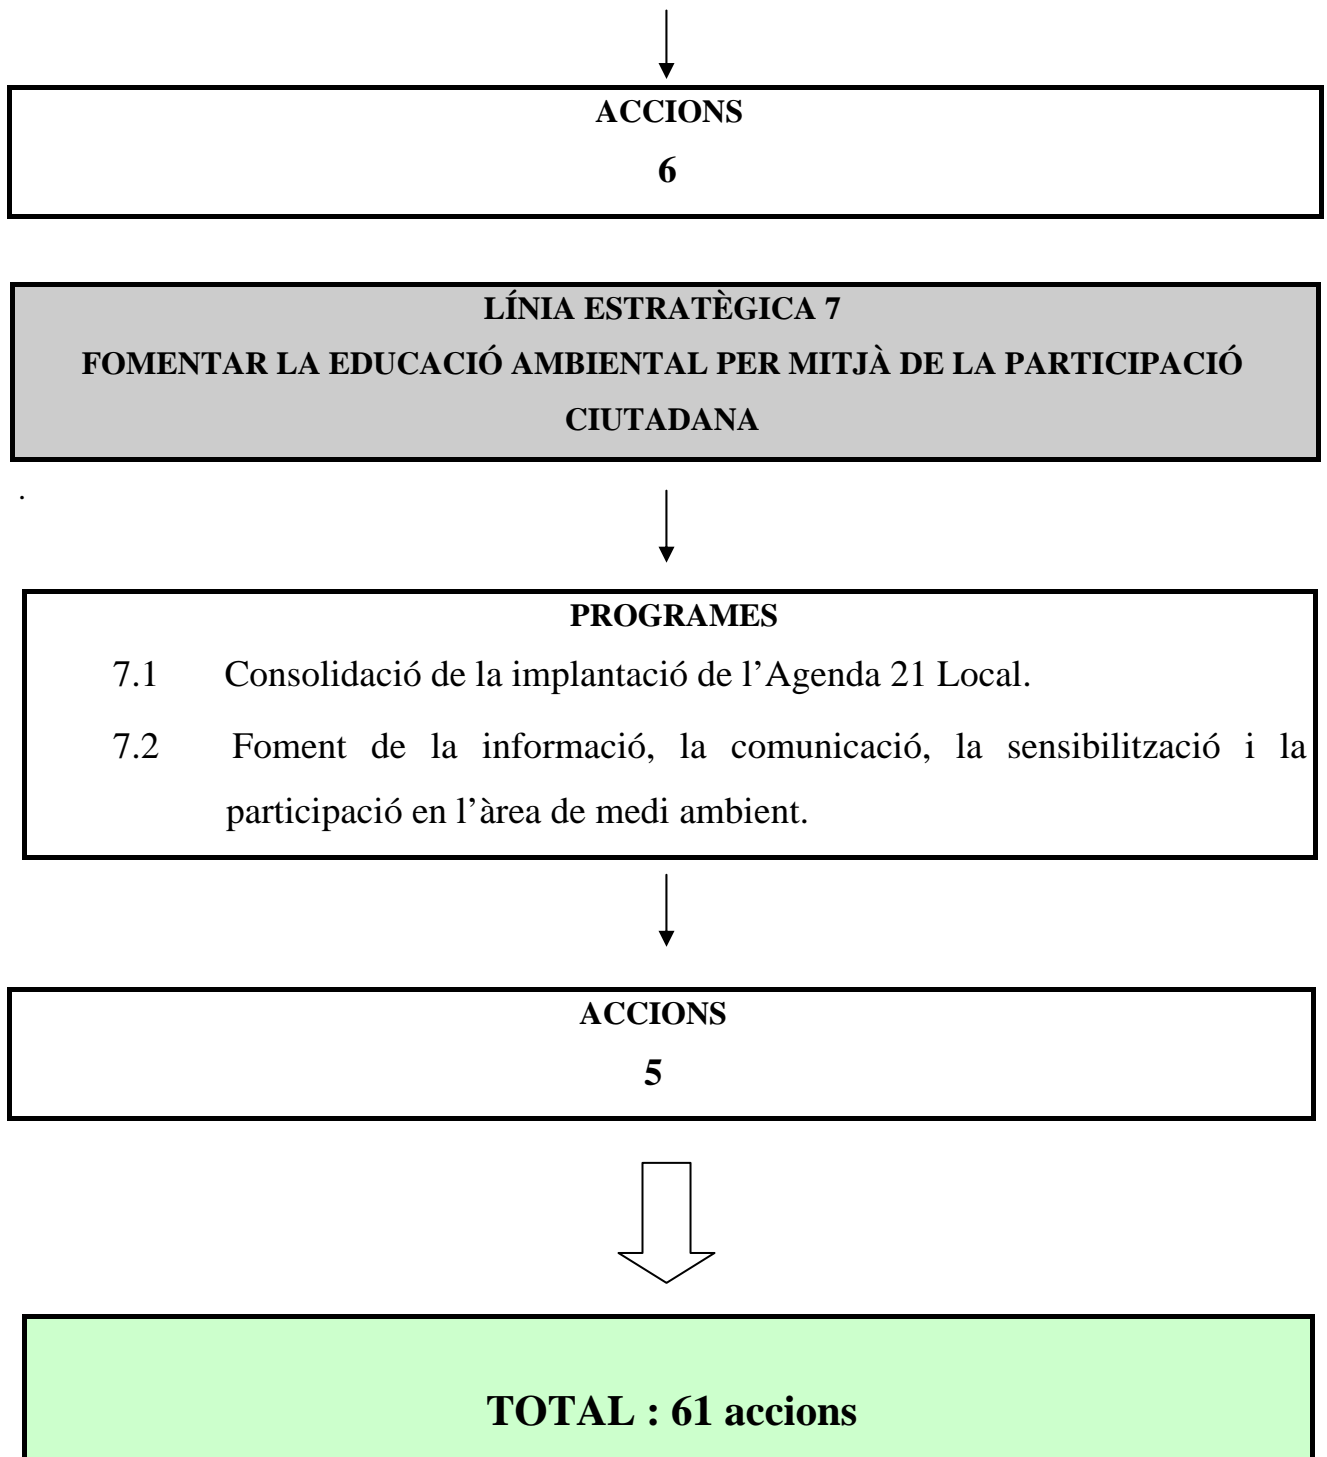 ACCIONS
6
LÍNIA ESTRATÈGICA 7
FOMENTAR LA EDUCACIÓ AMBIENTAL PER MITJÀ DE LA PARTICIPACIÓ
CIUTADANA
.
PROGRAMES
7.1 Consolidació de la implantació de l’Agenda 21 Local.
7.2 Foment de la informació, la comunicació, la sensibilització i la
participació en l’àrea de medi ambient.
ACCIONS
5
TOTAL : 61 accions